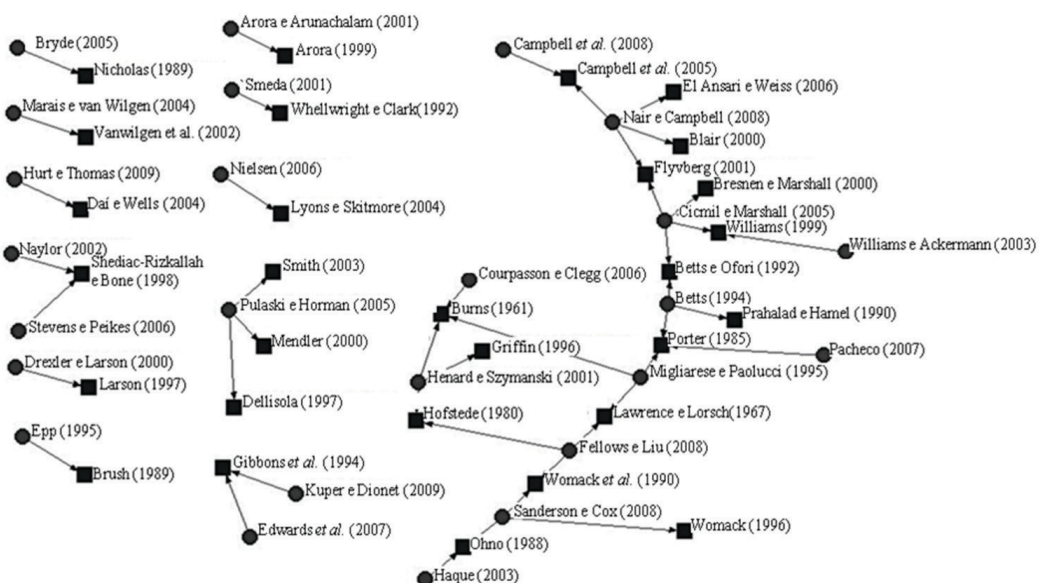 Bryde (2005)
Nicholas (1989)
Marais e van Wilgen (2004)
Vanwilgen et al. (2002)
Hurt e Thomas (2009)
Daí e Wells (2004)
Naylor (2002)
Shediac-Rizkallah
e Bone (1998)
Stevens e Peikes (2006)
Drexler e Larson (2000)
Larson (1997)
Epp (1995)
Brush (1989)
Arora e Arunachalam (2001)
Arora (1999)
Smeda (2001)
Whellwright e Clark(1992)
Nielsen (2006)
Lyons e Skitmore (2004)
Smith (2003)
Pulaski e Horman (2005)
Mendler (2000)
Dellisola (1997)
Gibbons et al. (1994)
Kuper e Dionet (2009)
Edwards et al. (2007)
Campbell et al. (2008)
Campbell et al. (2005)
El Ansari e Weiss (2006)
Nair e Campbell (2008)
Blair (2000)
Flyvberg (2001)
Bresnen e Marshall (2000)
Cicmil e Marshall (2005)
Williams (1999)
Williams e Ackermann (2003)
Betts e Ofori (1992)
Courpasson e Clegg (2006)
Burns (1961)
Betts (1994)
Prahalad e Hamel (1990)
Porter (1985)
Pacheco (2007)
Griffin (1996)
Migliarese e Paolucci (1995)
Henard e Szymanski (2001)
Hofstede (1980)
Lawrence e Lorsch(1967)
Fellows e Liu (2008)
Womack et al. (1990)
Sanderson e Cox (2008)
Womack (1996)
Ohno (1988)
Haque (2003)